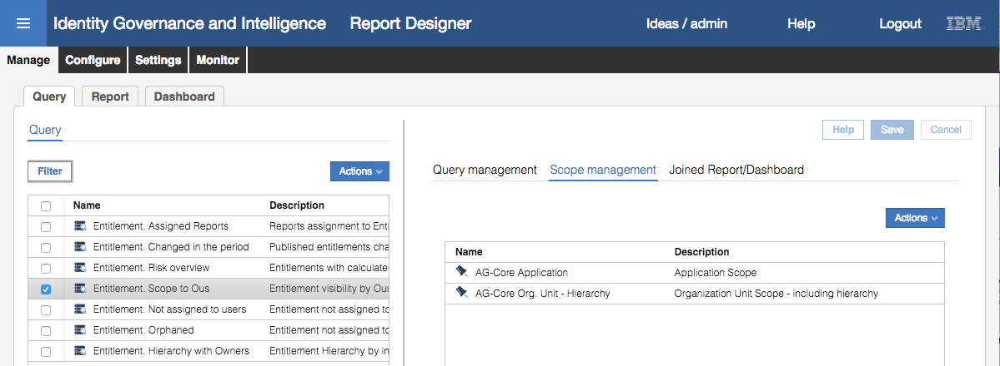 Identity Governance and Intelligence Report Designer Ideas / admin Help Logout IBM
Manage Configure Settings Monitor
Query Report Dashboard
Query
Filter Actions
Name Description
Entitlement. Assigned Reports Reports assignment to Enti
Entitlement. Changed in the period Published entitlements cha
Entitlement. Risk overview Entitlements with calculate
Entitlement. Scope to Ous Entitlement visibility by Ous
Entitlement. Not assigned to users Entitlement not assigned to
Entitlement. Orphaned Entitlement not assigned to
Entitlement. Hierarchy with Owners Entitlement Hierarchy by in
Help Save Cancel
Query management Scope management Joined Report/Dashboard
Actions
Name Description
AG-Core Application Application Scope
AG-Core Org. Unit - Hierarchy Organization Unit Scope - including hierarchy